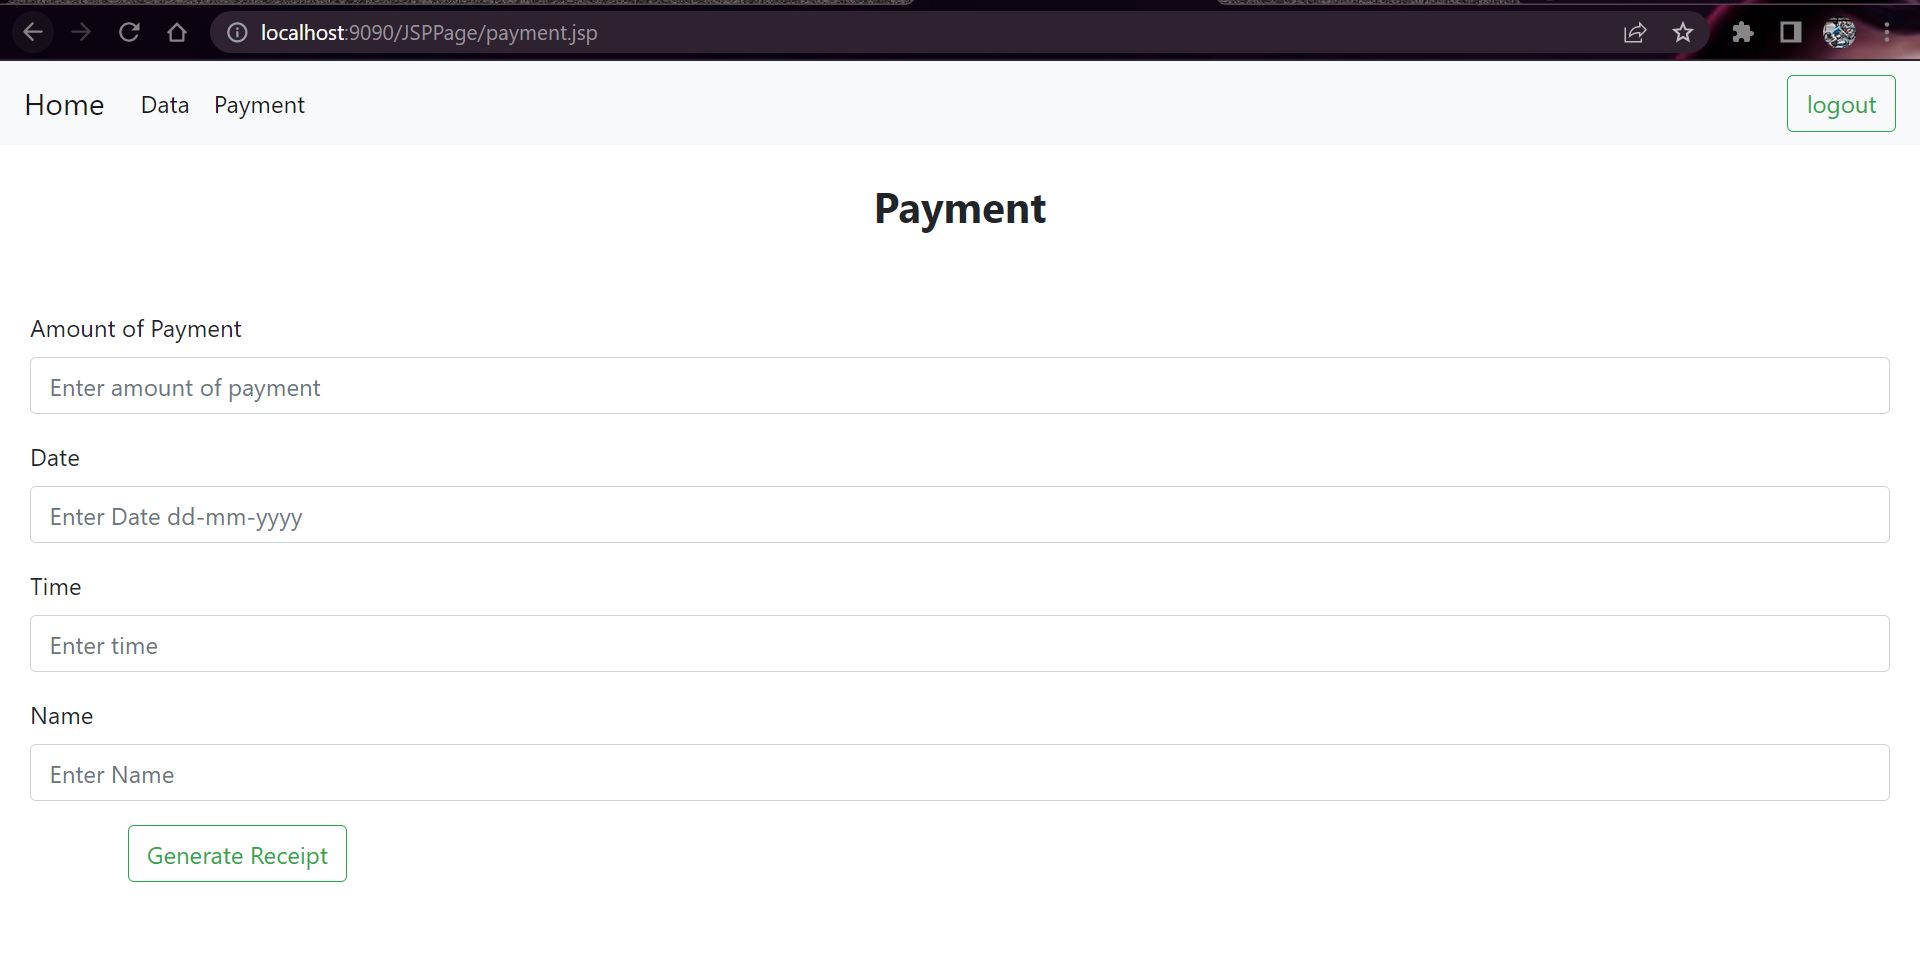 localhost:9090/JSPPage/payment.jsp
Home Data Payment logout
Payment
Amount of Payment
Enter amount of payment
Date
Enter Date dd-mm-yyyy
Time
Enter time
Name
Enter Name
Generate Receipt